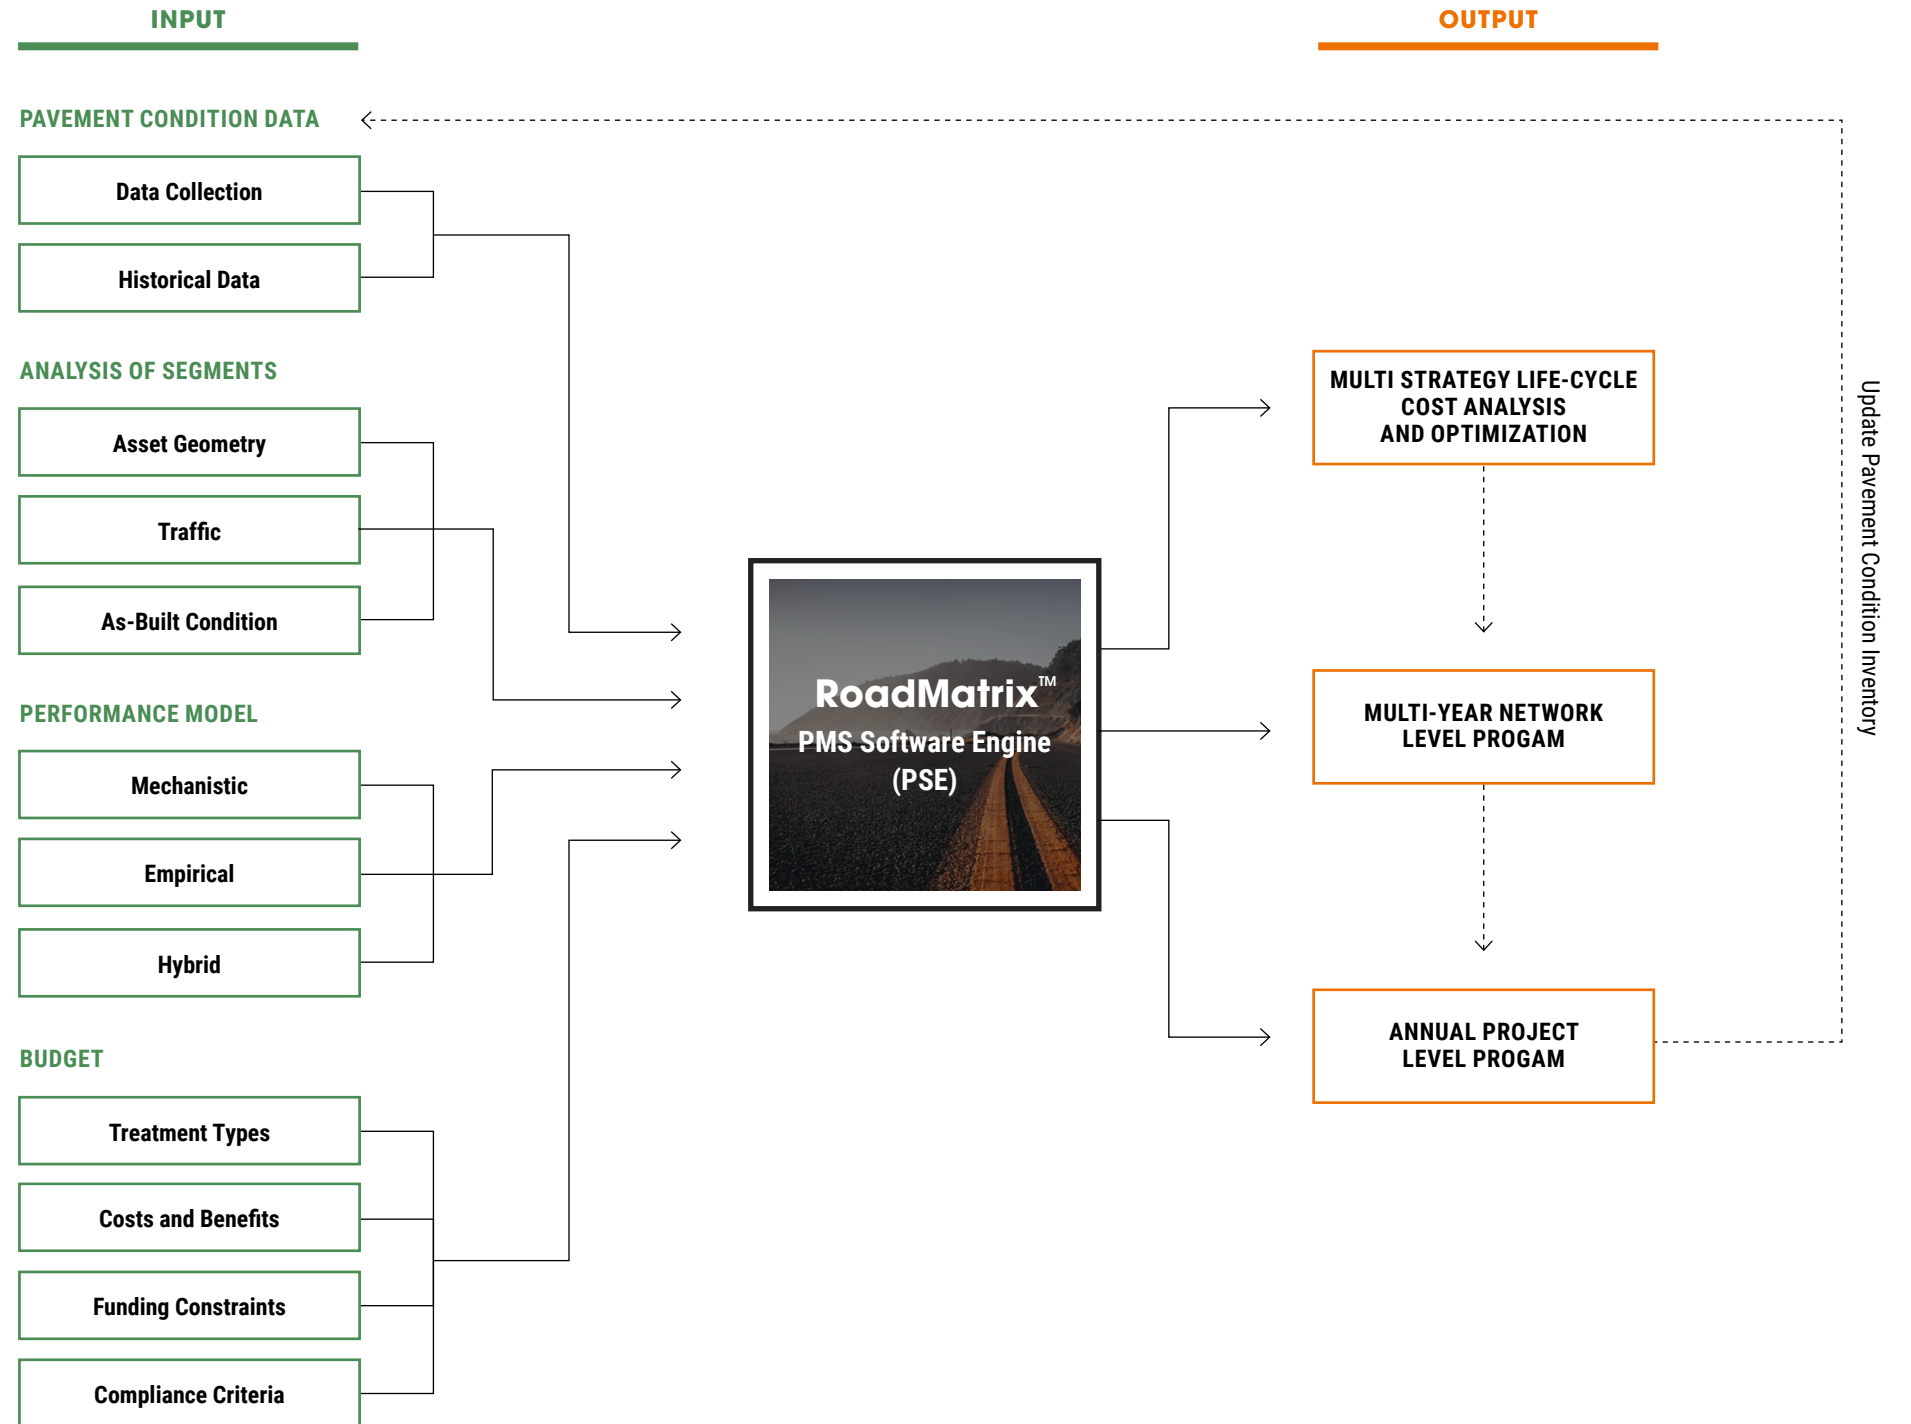 INPUT
OUTPUT
PAVEMENT CONDITION DATA
Data Collection
Historical Data
ANALYSIS OF SEGMENTS
Asset Geometry
Traffic
As-Built Condition
PERFORMANCE MODEL
Mechanistic
Empirical
Hybrid
BUDGET
Treatment Types
Costs and Benefits
Funding Constraints
Compliance Criteria
RoadMatrix™
PMS Software Engine
(PSE)
MULTI STRATEGY LIFE-CYCLE
COST ANALYSIS
AND OPTIMIZATION
MULTI-YEAR NETWORK
LEVEL PROGAM
ANNUAL PROJECT
LEVEL PROGAM
Update Pavement Condition Inventory